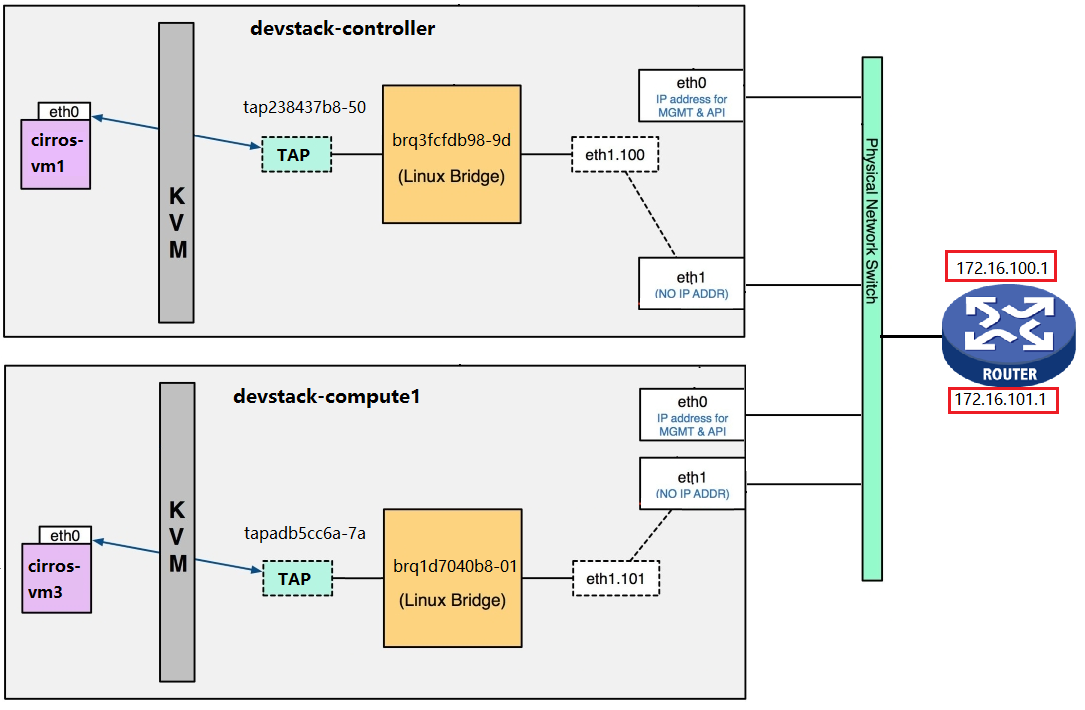 devstack-controller
eth0
cirros-
vm1
K
V
M
tap238437b8-50
TAP
brq3fcfdb98-9d
(Linux Bridge)
eth1.100
eth0
IP address for
MGMT & API
eth1
(NO IP ADDR)
Physical Network Switch
172.16.100.1
ROUTER
172.16.101.1
devstack-compute1
eth0
cirros-
vm3
K
V
M
tapadb5cc6a-7a
TAP
brq1d7040b8-01
(Linux Bridge)
eth1.101
eth0
IP address for
MGMT & API
eth1
(NO IP ADDR)